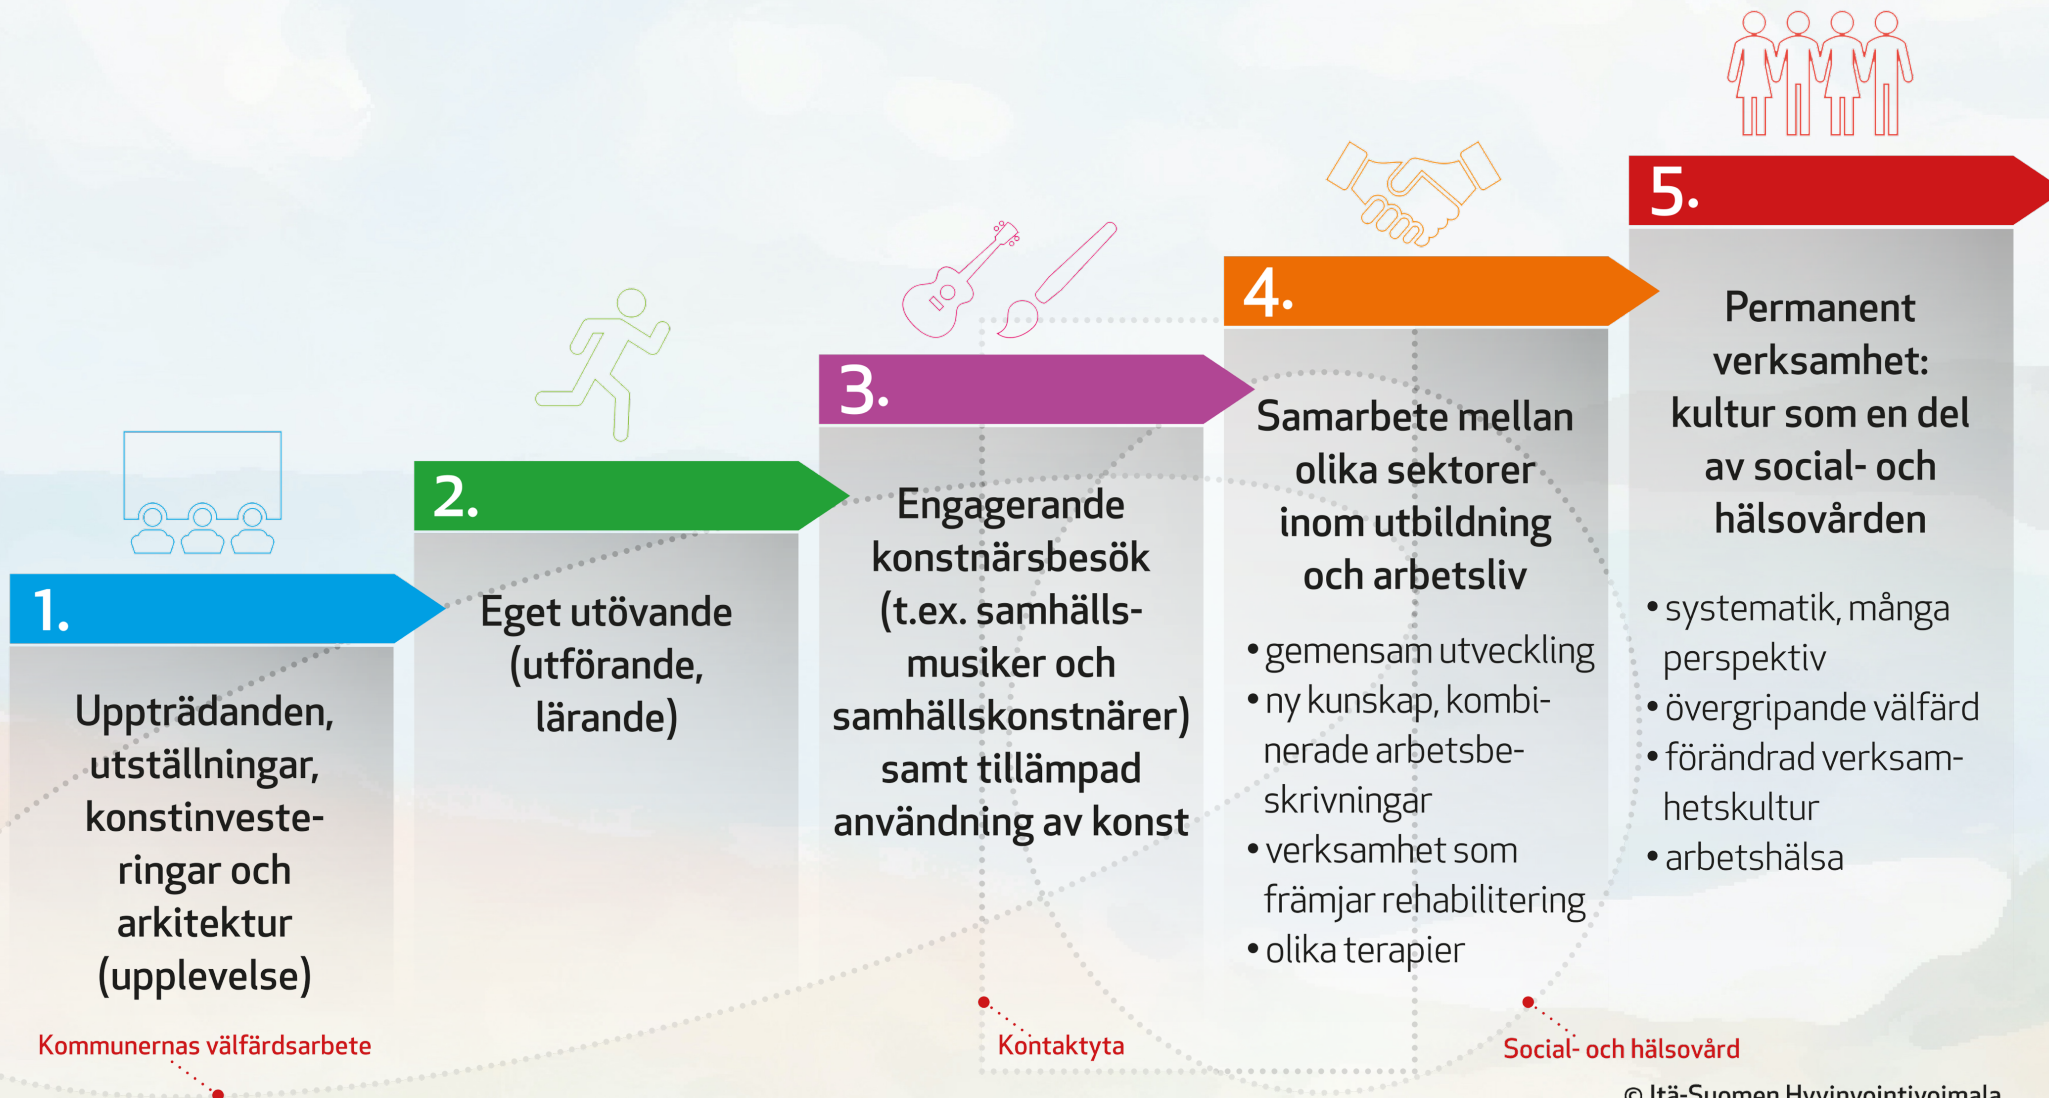 1.
Uppträdanden,
utställningar,
konstinveste-
ringar och
arkitektur
(upplevelse)
2.
Eget utövande
(utförande,
lärande)
3.
Engagerande
konstnärsbesök
(t.ex. samhälls-
musiker och
samhällskonstnärer)
samt tillämpad
användning av konst
4.
Samarbete mellan
olika sektorer
inom utbildning
och arbetsliv
• gemensam utveckling
• ny kunskap, kombi-
nerade arbetsbe-
skrivningar
• verksamhet som
främjar rehabilitering
• olika terapier
5.
Permanent
verksamhet:
kultur som en del
av social- och
hälsovården
• systematik, många
perspektiv
• övergripande välfärd
• förändrad verksam-
hetskultur
• arbetshälsa
Kommunernas välfärdsarbete
Kontaktyta
Social- och hälsovård
© Itä-Suomen Hyvinvointivoimala